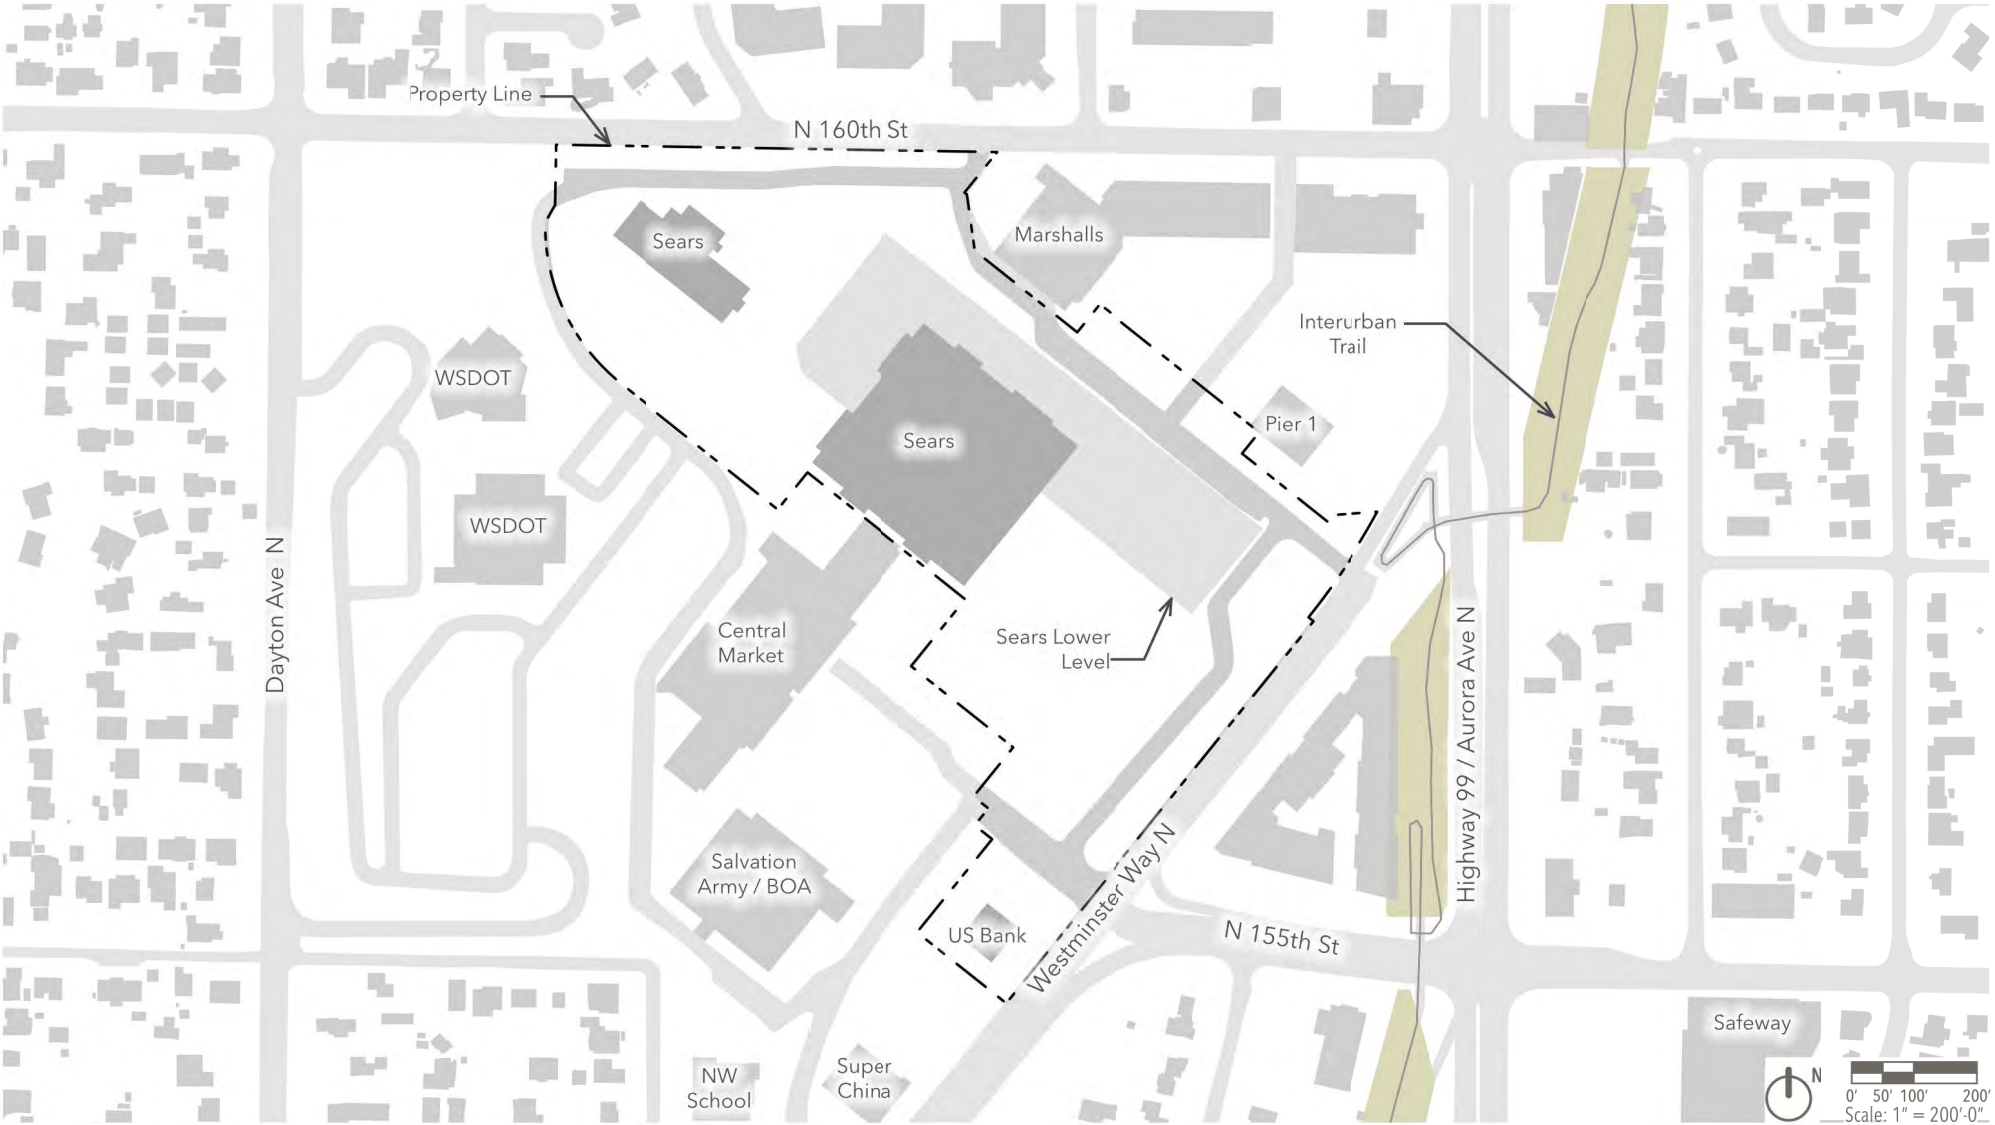 Property Line
N 160th St
Sears
Marshalls
Interurban
Trail
WSDOT
Pier 1
Sears
WSDOT
Dayton Ave N
Central
Market
Sears Lower
Level
Highway 99 / Aurora Ave N
Salvation
Army / BOA
US Bank
Westminster Way N
N 155th St
Safeway
NW
School
Super
China
N
0' 50' 100' 200'
Scale: 1" = 200'-0"